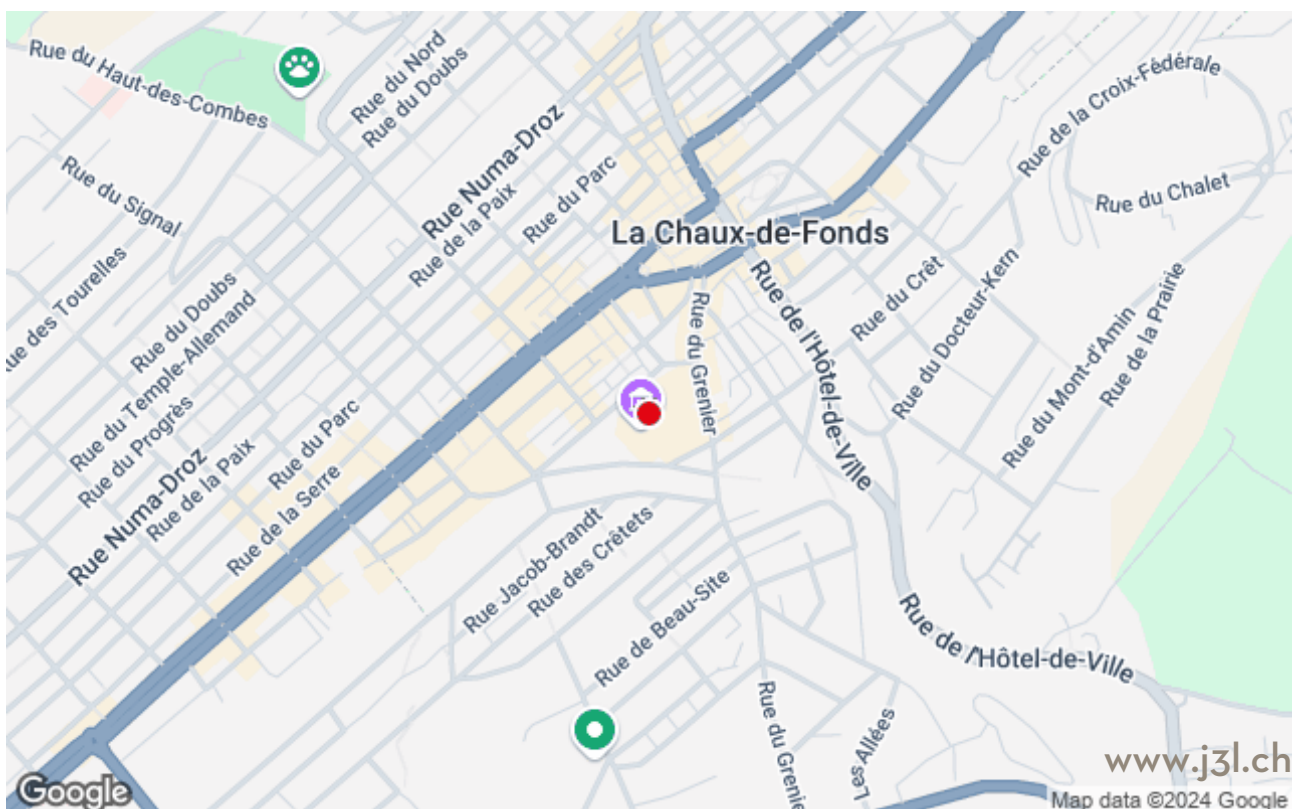 Rue du Haut-des-Combes
Rue du Nord
Rue du Doubs
Rue Numa-Droz
Rue de la Paix
Rue du Parc
Rue de la Croix-Fédérale
Rue du Chalet
Rue du Signal
La Chaux-de-Fonds
Rue des Tourelles
Rue du Doubs
Rue du Temple-Allemand
Rue du Progrès
Rue Numa-Droz
Rue de la Paix
Rue du Parc
Rue de la Serre
Rue du Grenier
Rue de l'Hôtel-de-Ville
Rue du Crêt
Rue du Docteur-Kern
Rue du Mont-d'Amin
Rue de la Prairie
Rue Jacob-Brandt
Rue des Crêtets
Rue de Beau-Site
Rue de l'Hôtel-de-Ville
Rue du Grenier
Les Allées
www.j3l.ch
Google
Map data ©2024 Google